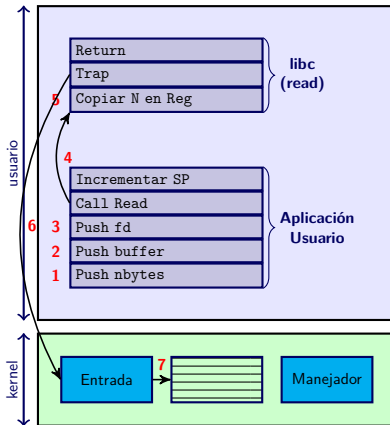 usuario
Return
Trap
5 Copiar N en Reg
libc
(read)
4
Incrementar SP
Call Read
3 Push fd
2 Push buffer
1 Push nbytes
Aplicación
Usuario
6
kernel
Entrada
7
Manejador